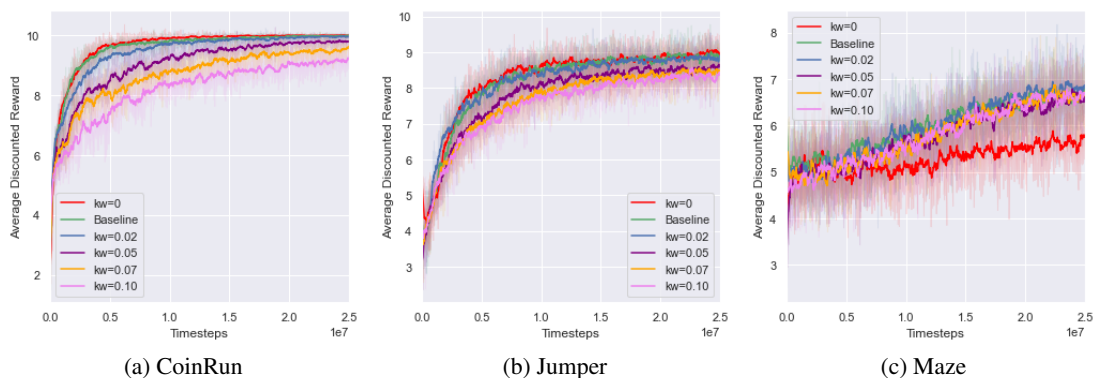 Average Discounted Reward
10
8
6
4
2
kw=0
Baseline
kw=0.02
kw=0.05
kw=0.07
kw=0.10
0.0 0.5 1.0 1.5 2.0 2.5
Timesteps 1e7
(a) CoinRun
Average Discounted Reward
10
9
8
7
6
5
4
3
kw=0
Baseline
kw=0.02
kw=0.05
kw=0.07
kw=0.10
0.0 0.5 1.0 1.5 2.0 2.5
Timesteps 1e7
(b) Jumper
Average Discounted Reward
8
7
6
5
4
3
kw=0
Baseline
kw=0.02
kw=0.05
kw=0.07
kw=0.10
0.0 0.5 1.0 1.5 2.0 2.5
Timesteps 1e7
(c) Maze